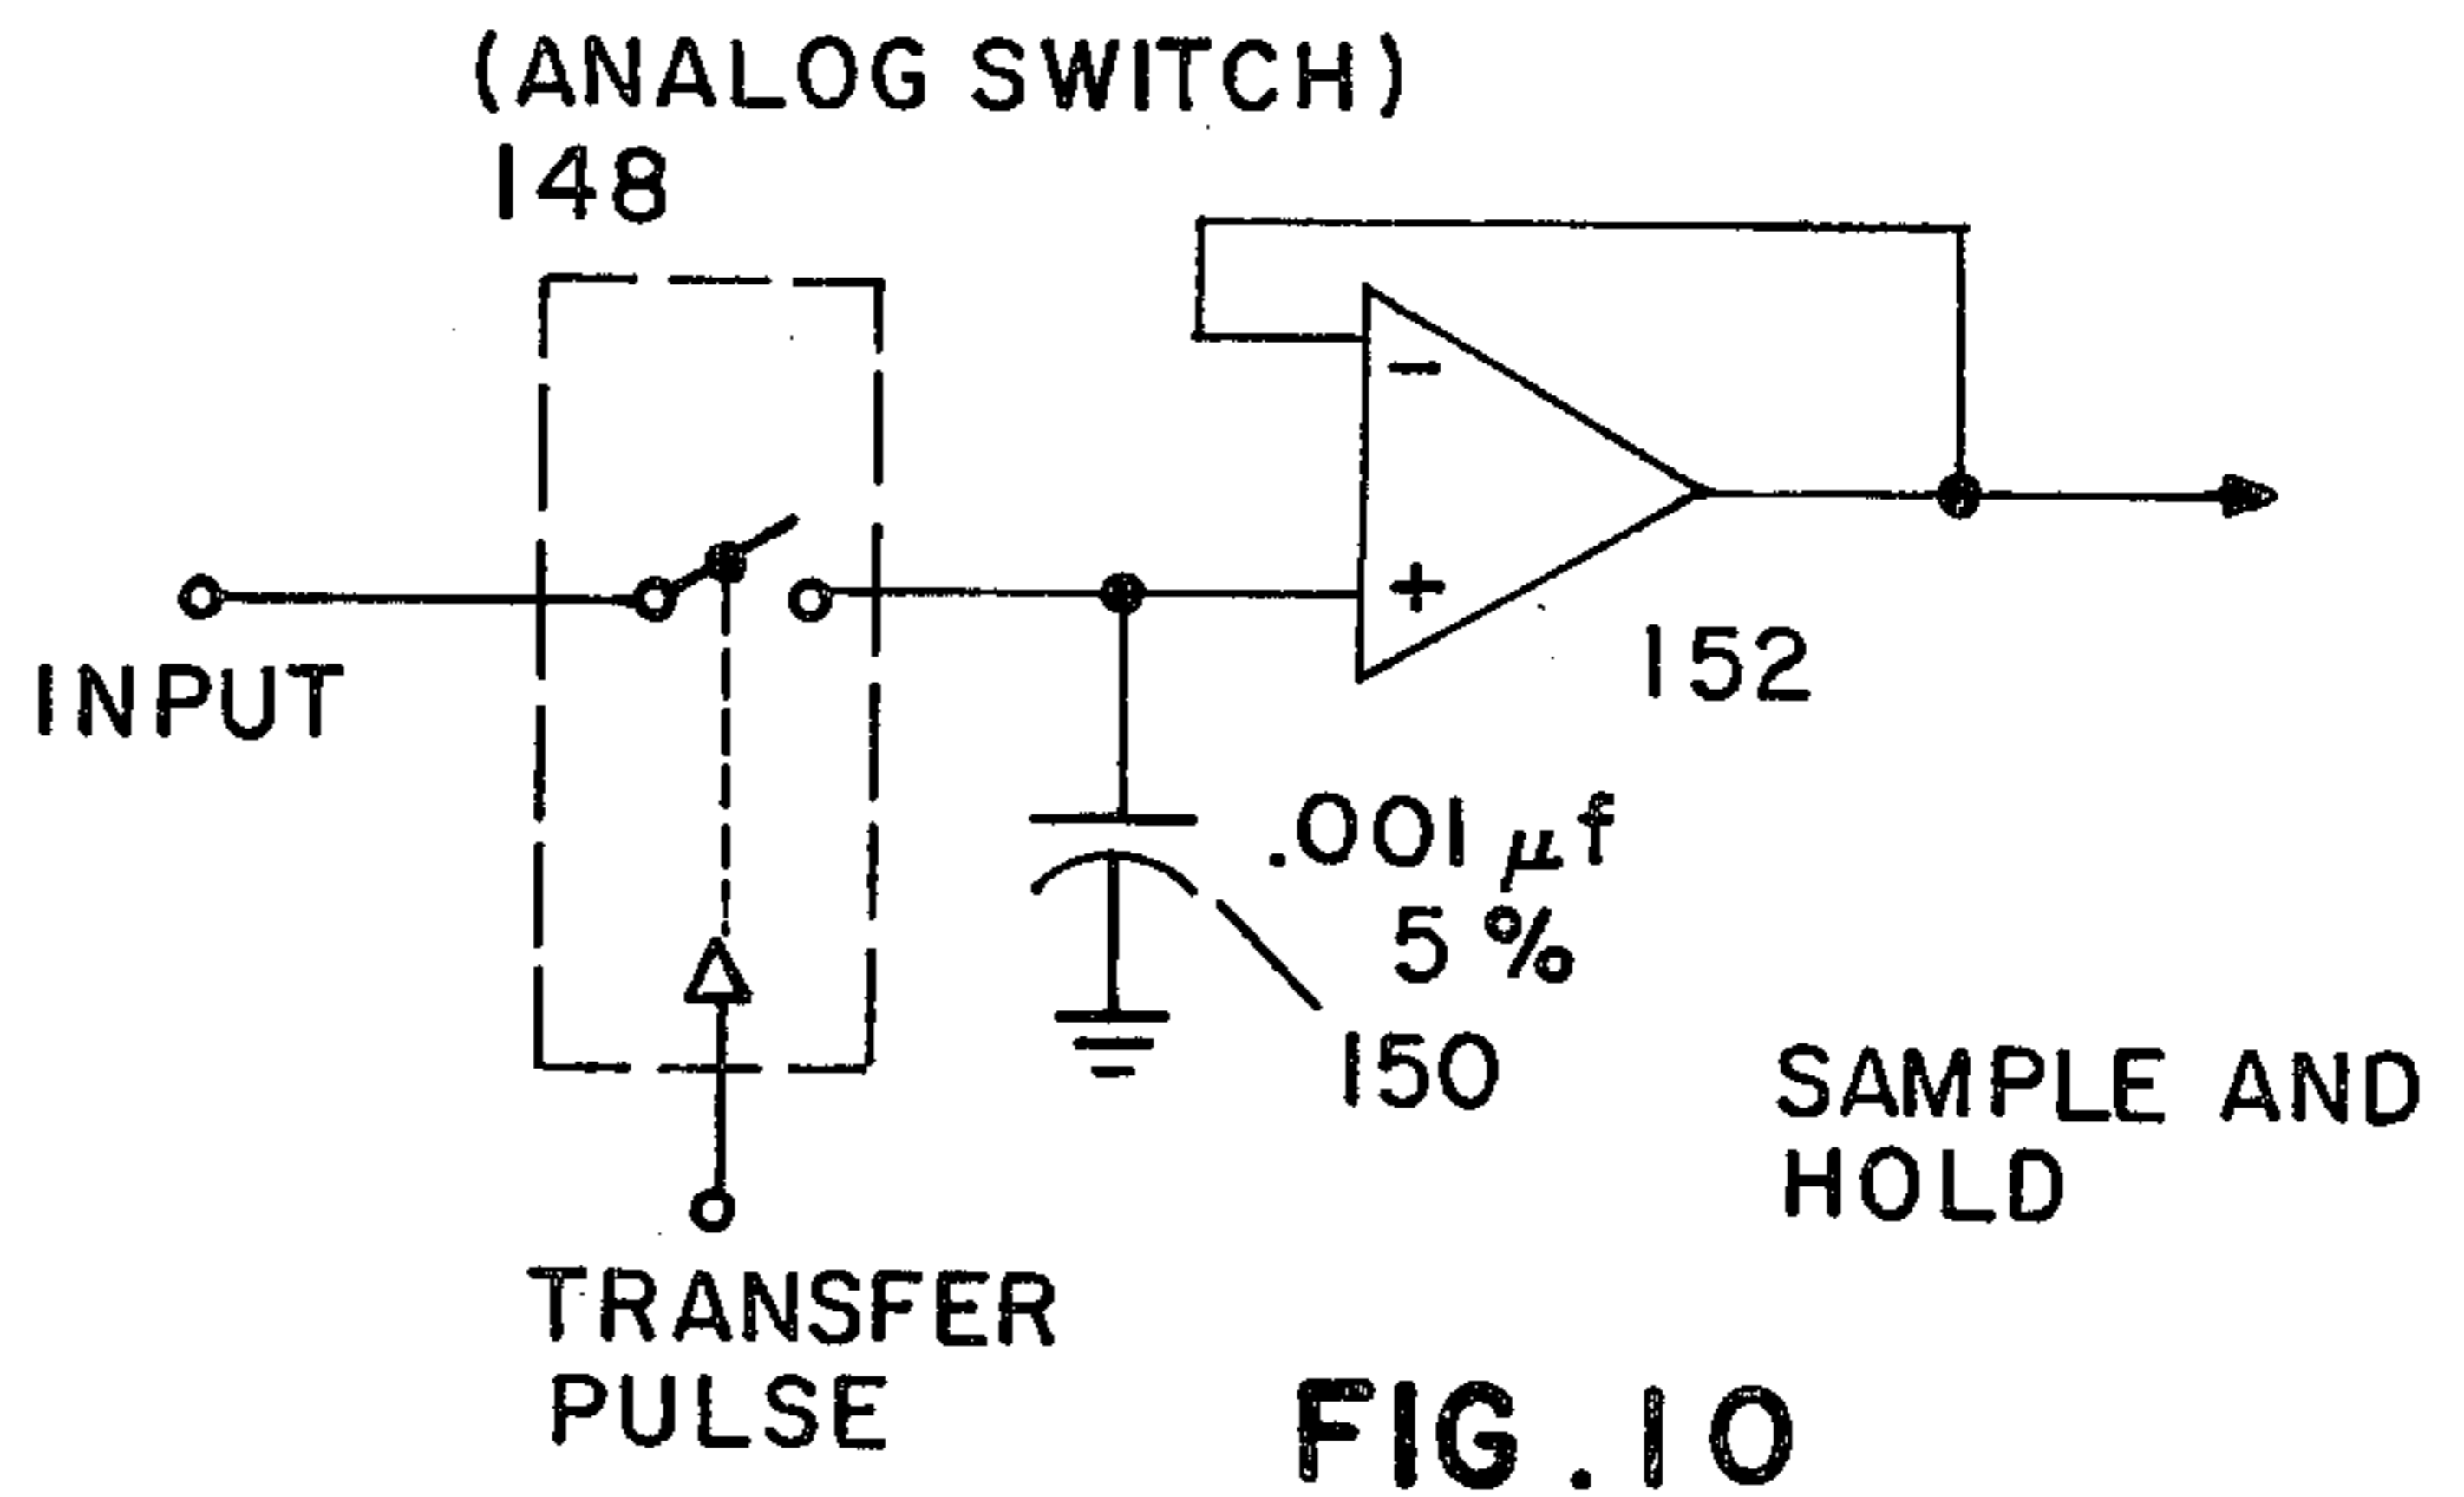 (ANALOG SWITCH)
148
-
+
INPUT
152
.001 μf
5%
150
SAMPLE AND
HOLD
TRANSFER
PULSE
FIG. 10